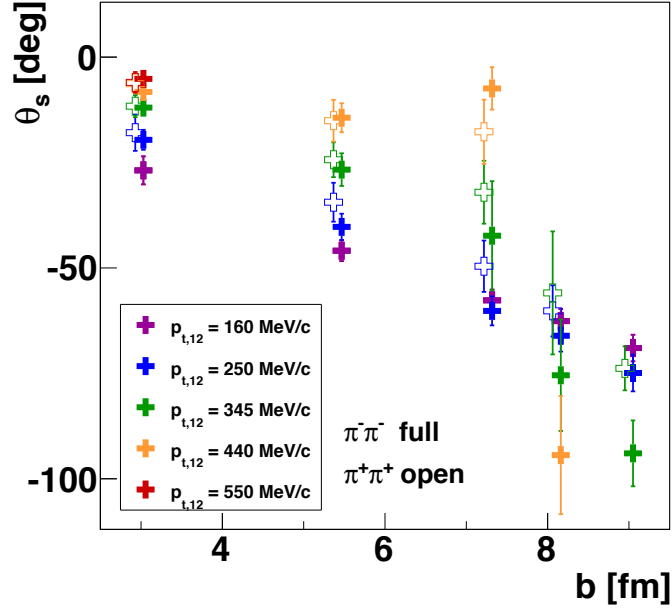 θs [deg]
0
-50
-100
pt,12 = 160 MeV/c
pt,12 = 250 MeV/c
pt,12 = 345 MeV/c
pt,12 = 440 MeV/c
pt,12 = 550 MeV/c
π-π- full
π+π+ open
4 6 8
b [fm]